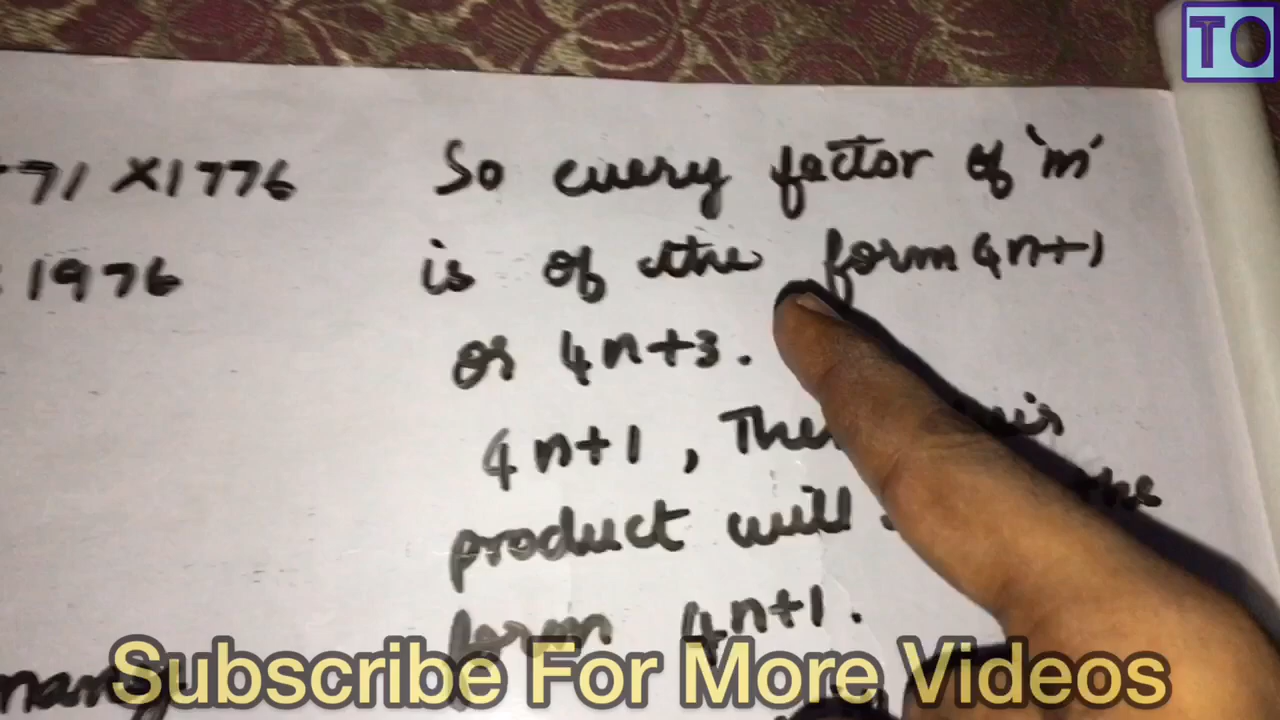 TO
71 X1776
1976
So every factor of 'm'
is of the form 4n+1
or 4n+3.
4n+1, Then
product will
form 4n+1.
Subscribe For More Videos